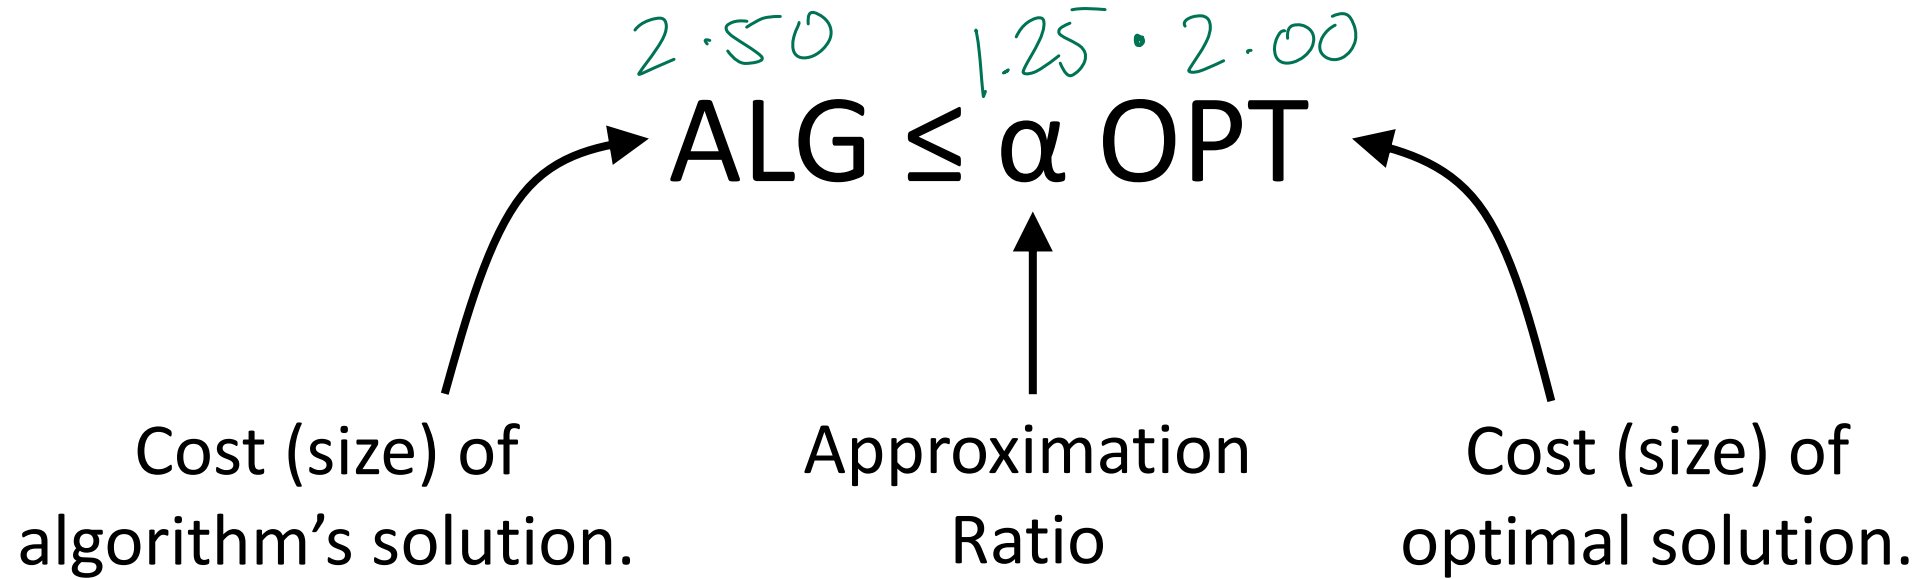 2.50 1.25 · 2.00
ALG ≤ α OPT
Cost (size) of algorithm’s solution.
Approximation Ratio
Cost (size) of optimal solution.